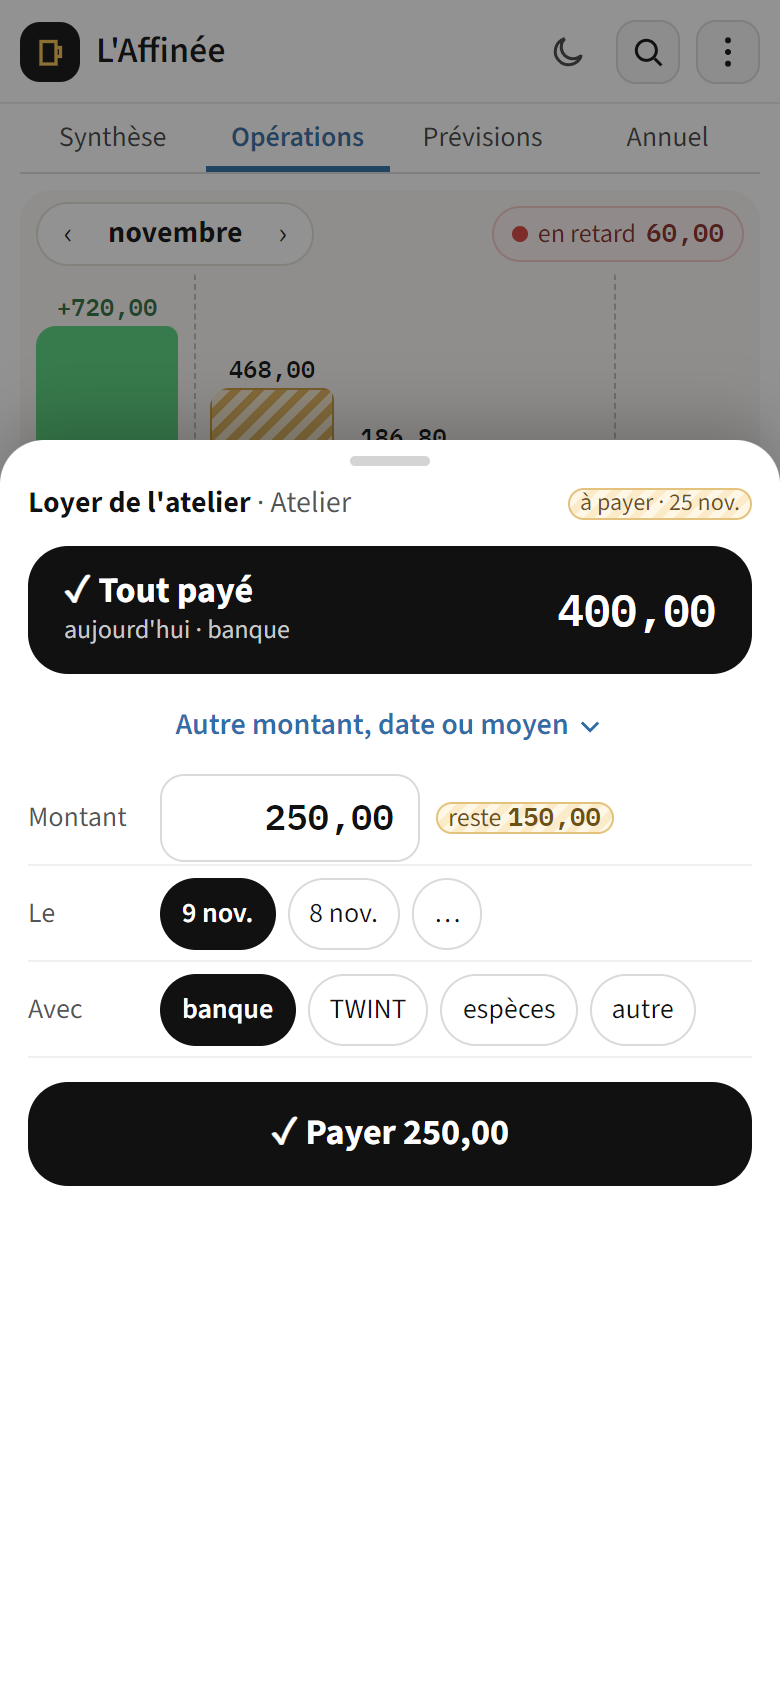 L'Affinée
Synthèse Opérations Prévisions Annuel
‹ novembre › en retard 60,00
+720,00
468,00
186,80
Loyer de l'atelier · Atelier à payer · 25 nov.
✓ Tout payé
aujourd'hui · banque
400,00
Autre montant, date ou moyen
Montant 250,00 reste 150,00
Le 9 nov. 8 nov. …
Avec banque TWINT espèces autre
✓ Payer 250,00